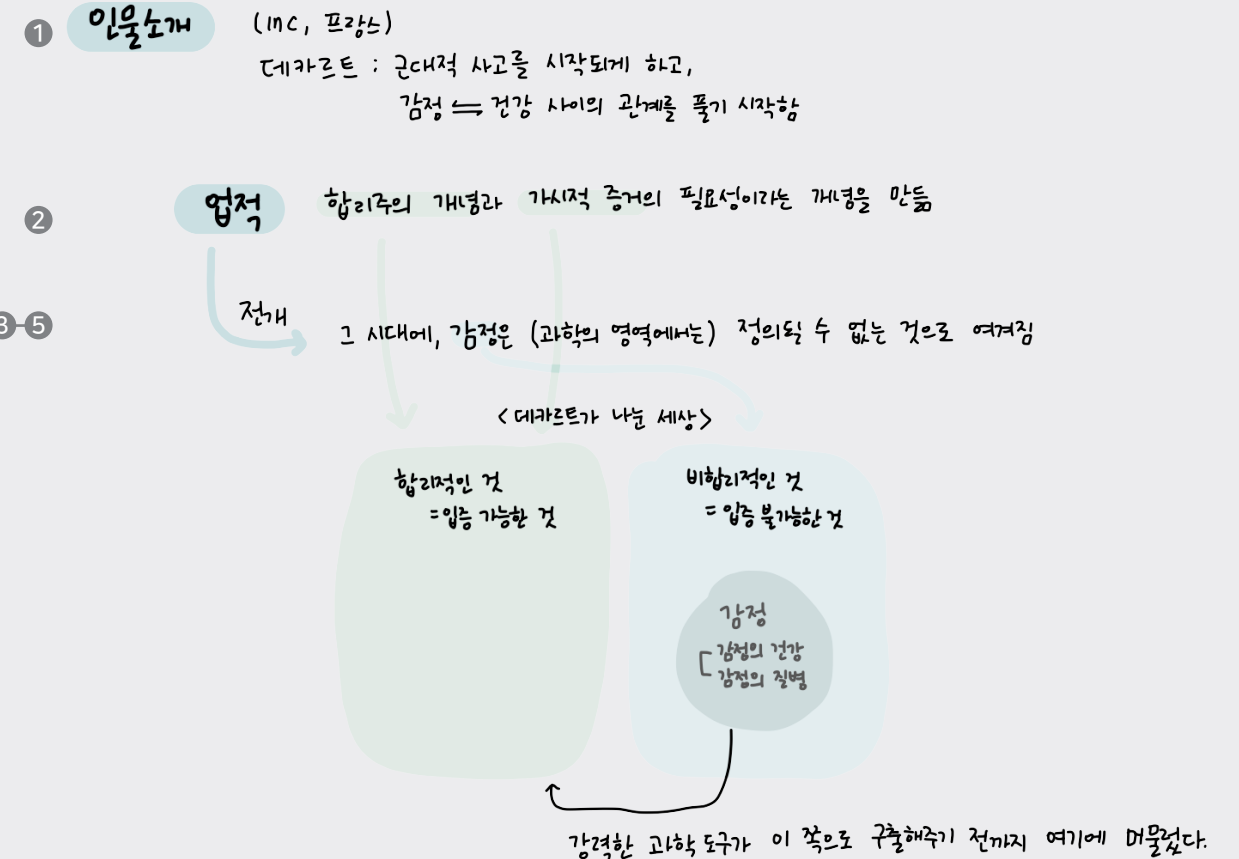 1 인물소개 (17C, 프랑스)
데카르트 : 근대적 사고를 시작되게 하고,
감정 ⇌ 건강 사이의 관계를 풀기 시작함
2 업적 합리주의 개념과 가시적 증거의 필요성이라는 개념을 만듦
3-5 전개 그 시대에, 감정은 (과학의 영역에서는) 정의될 수 없는 것으로 여겨짐
<데카르트가 나눈 세상>
합리적인 것
= 입증 가능한 것
비합리적인 것
= 입증 불가능한 것
감정
감정의 건강
감정의 질병
강력한 과학 도구가 이 쪽으로 구출해주기 전까지 여기에 머물렀다.